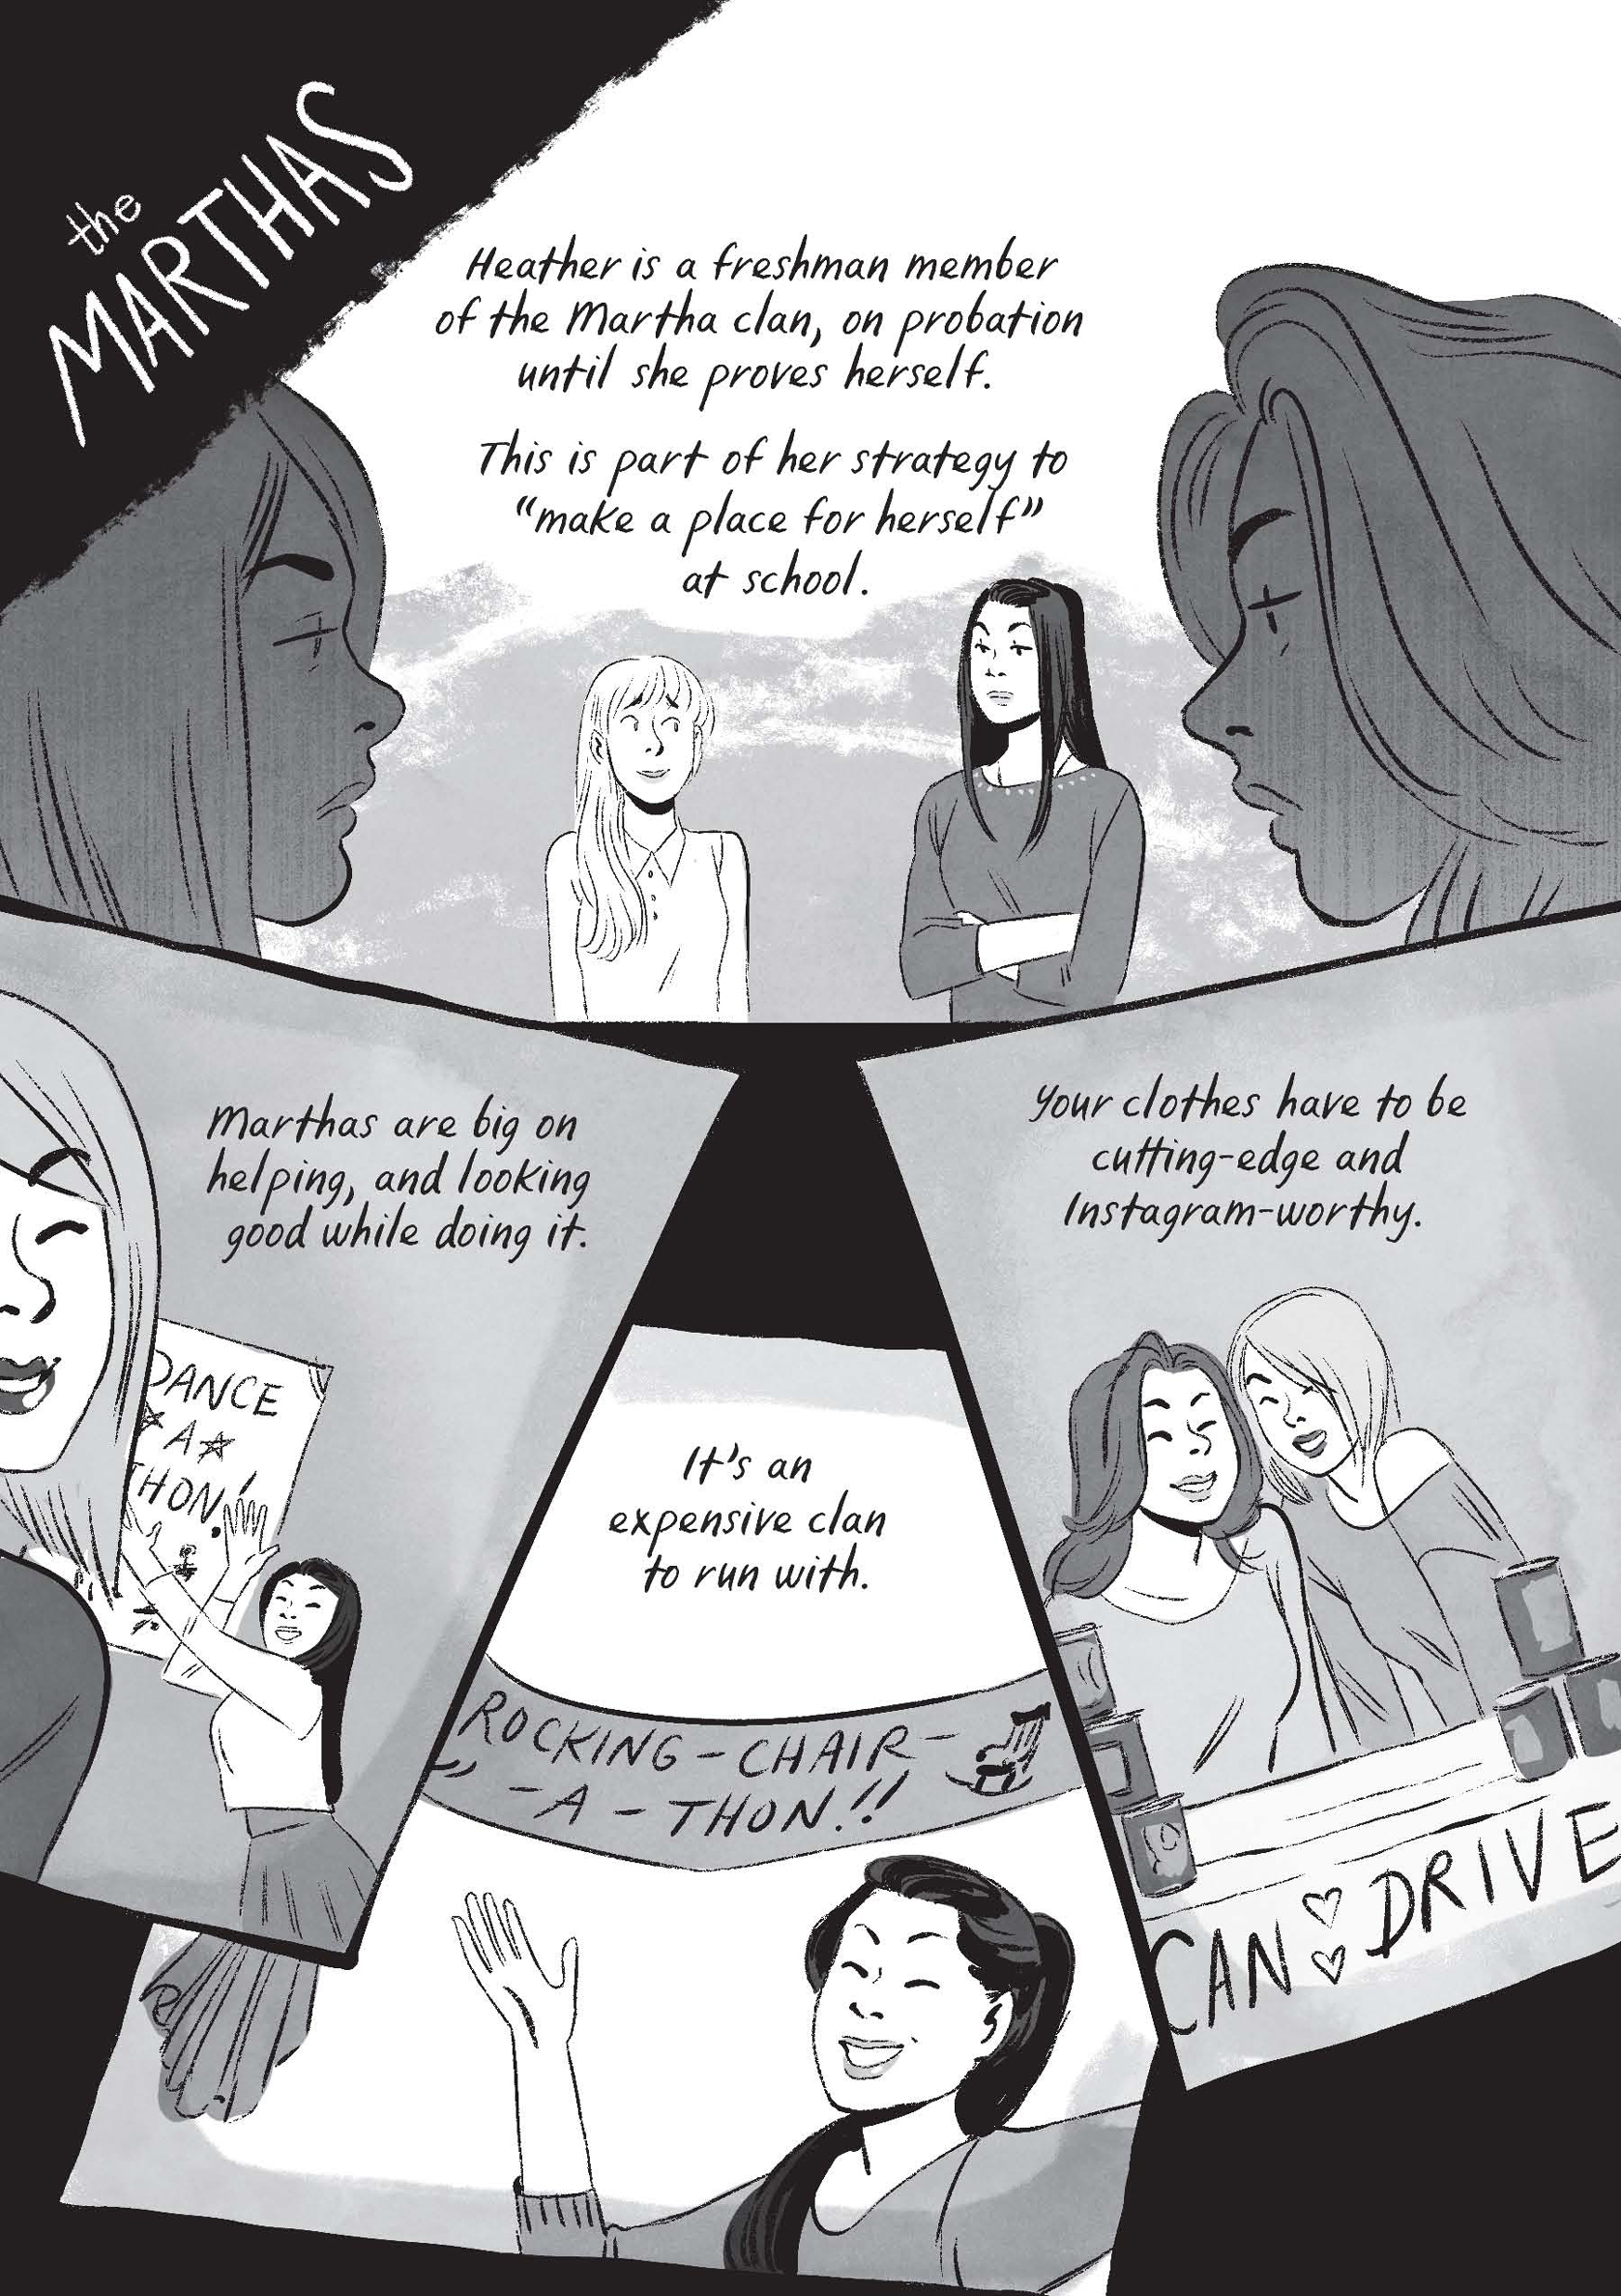 the
MARTHAS
Heather is a freshman member
of the Martha clan, on probation
until she proves herself.
This is part of her strategy to
“make a place for herself”
at school.
Marthas are big on
helping, and looking
good while doing it.
DANCE
A
THON!
Your clothes have to be
cutting-edge and
Instagram-worthy.
CAN DRIVE
It's an
expensive clan
to run with.
ROCKING-CHAIR-
-A-THON!!